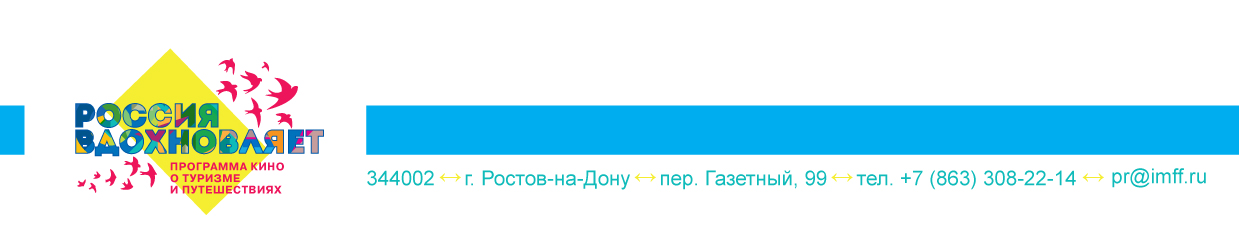 РОССИЯ
ВДОХНОВЛЯЕТ
ПРОГРАММА КИНО
О ТУРИЗМЕ
И ПУТЕШЕСТВИЯХ
344002 ↔ г. Ростов-на-Дону ↔ пер. Газетный, 99 ↔ тел. +7 (863) 308-22-14 ↔ pr@imff.ru